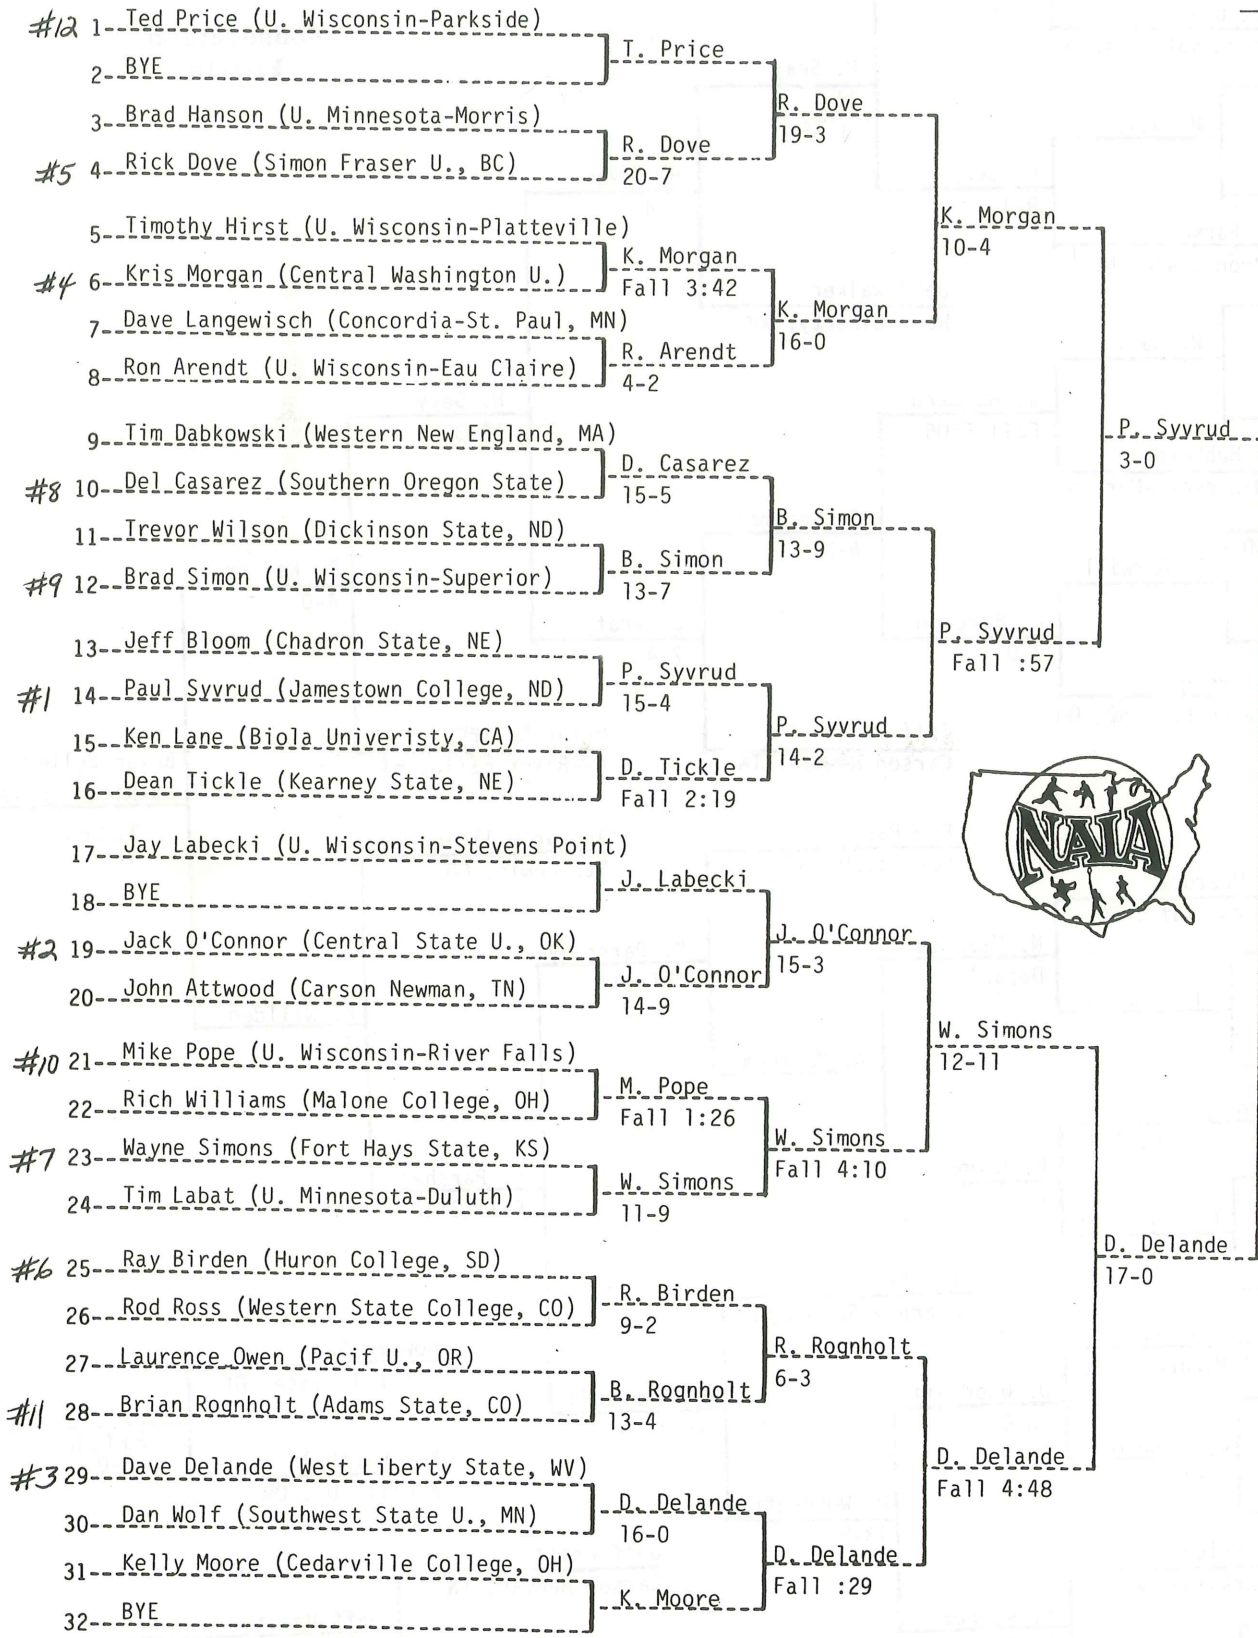 #12 1 Ted Price (U. Wisconsin-Parkside)
2 BYE
3 Brad Hanson (U. Minnesota-Morris)
#5 4 Rick Dove (Simon Fraser U., BC)
5 Timothy Hirst (U. Wisconsin-Platteville)
#4 6 Kris Morgan (Central Washington U.)
7 Dave Langewisch (Concordia-St. Paul, MN)
8 Ron Arendt (U. Wisconsin-Eau Claire)
9 Tim Dabkowski (Western New England, MA)
#8 10 Del Casarez (Southern Oregon State)
11 Trevor Wilson (Dickinson State, ND)
#9 12 Brad Simon (U. Wisconsin-Superior)
13 Jeff Bloom (Chadron State, NE)
#1 14 Paul Syvrud (Jamestown College, ND)
15 Ken Lane (Biola Univeristy, CA)
16 Dean Tickle (Kearney State, NE)
17 Jay Labecki (U. Wisconsin-Stevens Point)
18 BYE
#2 19 Jack O'Connor (Central State U., OK)
20 John Attwood (Carson Newman, TN)
#10 21 Mike Pope (U. Wisconsin-River Falls)
22 Rich Williams (Malone College, OH)
#7 23 Wayne Simons (Fort Hays State, KS)
24 Tim Labat (U. Minnesota-Duluth)
#6 25 Ray Birden (Huron College, SD)
26 Rod Ross (Western State College, CO)
27 Laurence Owen (Pacif U., OR)
#11 28 Brian Rognholt (Adams State, CO)
#3 29 Dave Delande (West Liberty State, WV)
30 Dan Wolf (Southwest State U., MN)
31 Kelly Moore (Cedarville College, OH)
32 BYE
T. Price
R. Dove
20-7
K. Morgan
Fall 3:42
R. Arendt
4-2
D. Casarez
15-5
B. Simon
13-7
P. Syvrud
15-4
D. Tickle
Fall 2:19
J. Labecki
J. O'Connor
14-9
M. Pope
Fall 1:26
W. Simons
11-9
R. Birden
9-2
B. Rognholt
13-4
D. Delande
16-0
K. Moore
R. Dove
19-3
K. Morgan
16-0
B. Simon
13-9
P. Syvrud
14-2
J. O'Connor
15-3
W. Simons
Fall 4:10
R. Rognholt
6-3
D. Delande
Fall :29
K. Morgan
10-4
P. Syvrud
Fall :57
W. Simons
12-11
D. Delande
Fall 4:48
P. Syvrud
3-0
D. Delande
17-0
NAIA